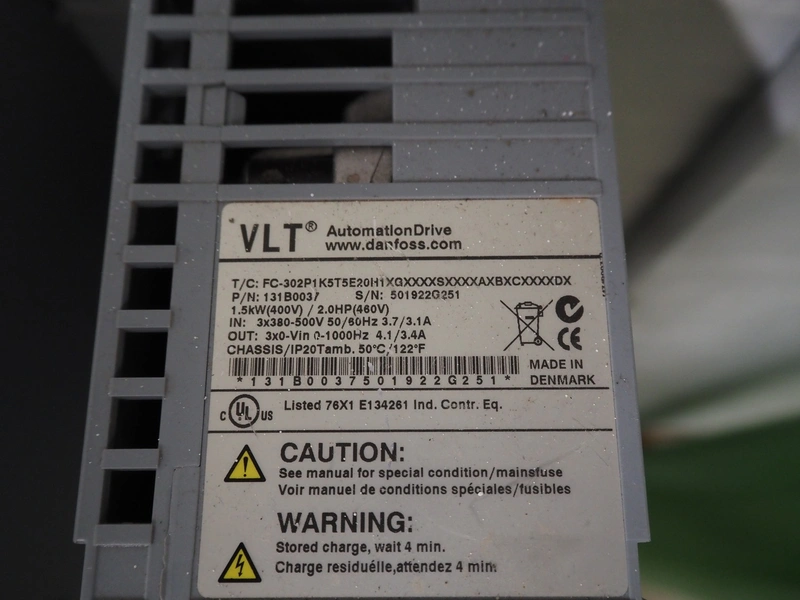 VLT® AutomationDrive
www.danfoss.com
T/C: FC-302P1K5T5E20H1XGXXXXSXXXXAXBXCXXXXDX
P/N: 131B0037 S/N: 501922G251
1.5kW(400V) / 2.0HP(460V)
IN: 3x380-500V 50/60Hz 3.7/3.1A
OUT: 3x0-Vin 0-1000Hz 4.1/3.4A
CHASSIS/IP20Tamb. 50°C/122°F
*131B0037501922G251*
MADE IN
DENMARK
CE
c UL US Listed 76X1 E134261 Ind. Contr. Eq.
CAUTION:
See manual for special condition/mainsfuse
Voir manuel de conditions spéciales/fusibles
WARNING:
Stored charge, wait 4 min.
Charge residuélle,attendez 4 min.